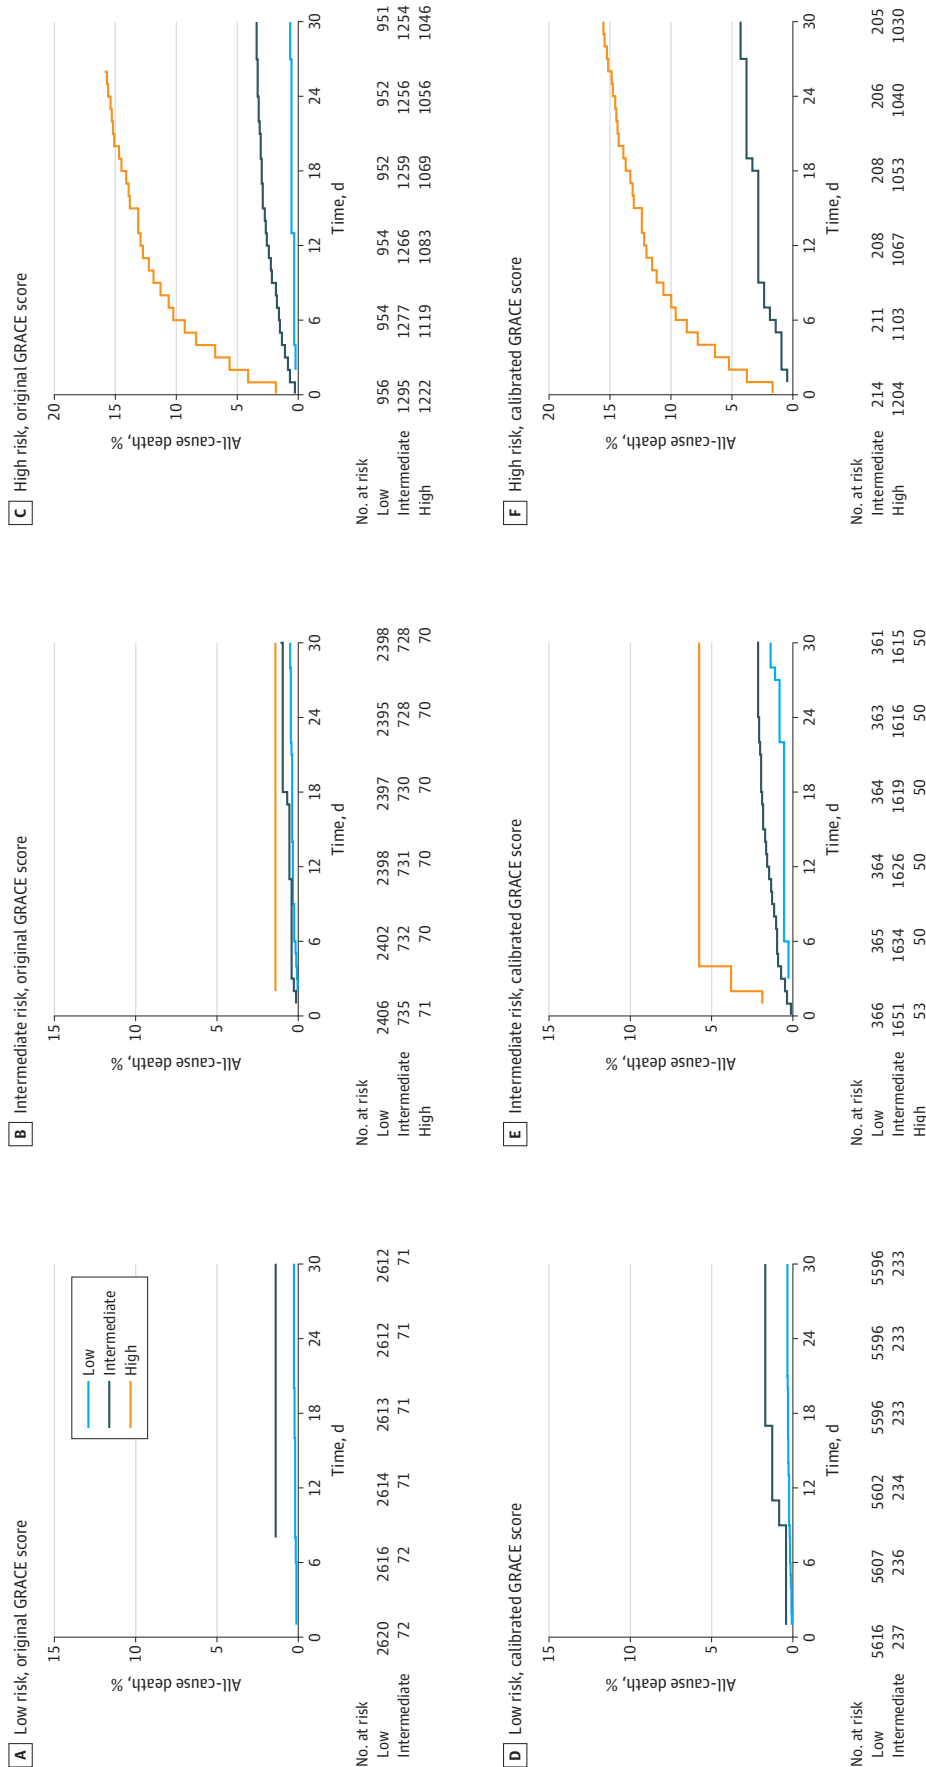 A Low risk, original GRACE score
15
10
5
0
All-cause death, %
0 6 12 18 24 30
Time, d
Low
Intermediate
High
No. at risk
Low 2620 2616 2614 2613 2612 2612
Intermediate 72 72 71 71 71 71
B Intermediate risk, original GRACE score
15
10
5
0
All-cause death, %
0 6 12 18 24 30
Time, d
No. at risk
Low 2406 2402 2398 2397 2395 2398
Intermediate 735 732 731 730 728 728
High 71 70 70 70 70 70
C High risk, original GRACE score
20
15
10
5
0
All-cause death, %
0 6 12 18 24 30
Time, d
No. at risk
Low 956 954 954 952 952 951
Intermediate 1295 1277 1266 1259 1256 1254
High 1222 1119 1083 1069 1056 1046
D Low risk, calibrated GRACE score
15
10
5
0
All-cause death, %
0 6 12 18 24 30
Time, d
No. at risk
Low 5616 5607 5602 5596 5596 5596
Intermediate 237 236 234 233 233 233
E Intermediate risk, calibrated GRACE score
15
10
5
0
All-cause death, %
0 6 12 18 24 30
Time, d
No. at risk
Low 366 365 364 364 363 361
Intermediate 1651 1634 1626 1619 1616 1615
High 53 50 50 50 50 50
F High risk, calibrated GRACE score
20
15
10
5
0
All-cause death, %
0 6 12 18 24 30
Time, d
No. at risk
Intermediate 214 211 208 208 206 205
High 1204 1103 1067 1053 1040 1030